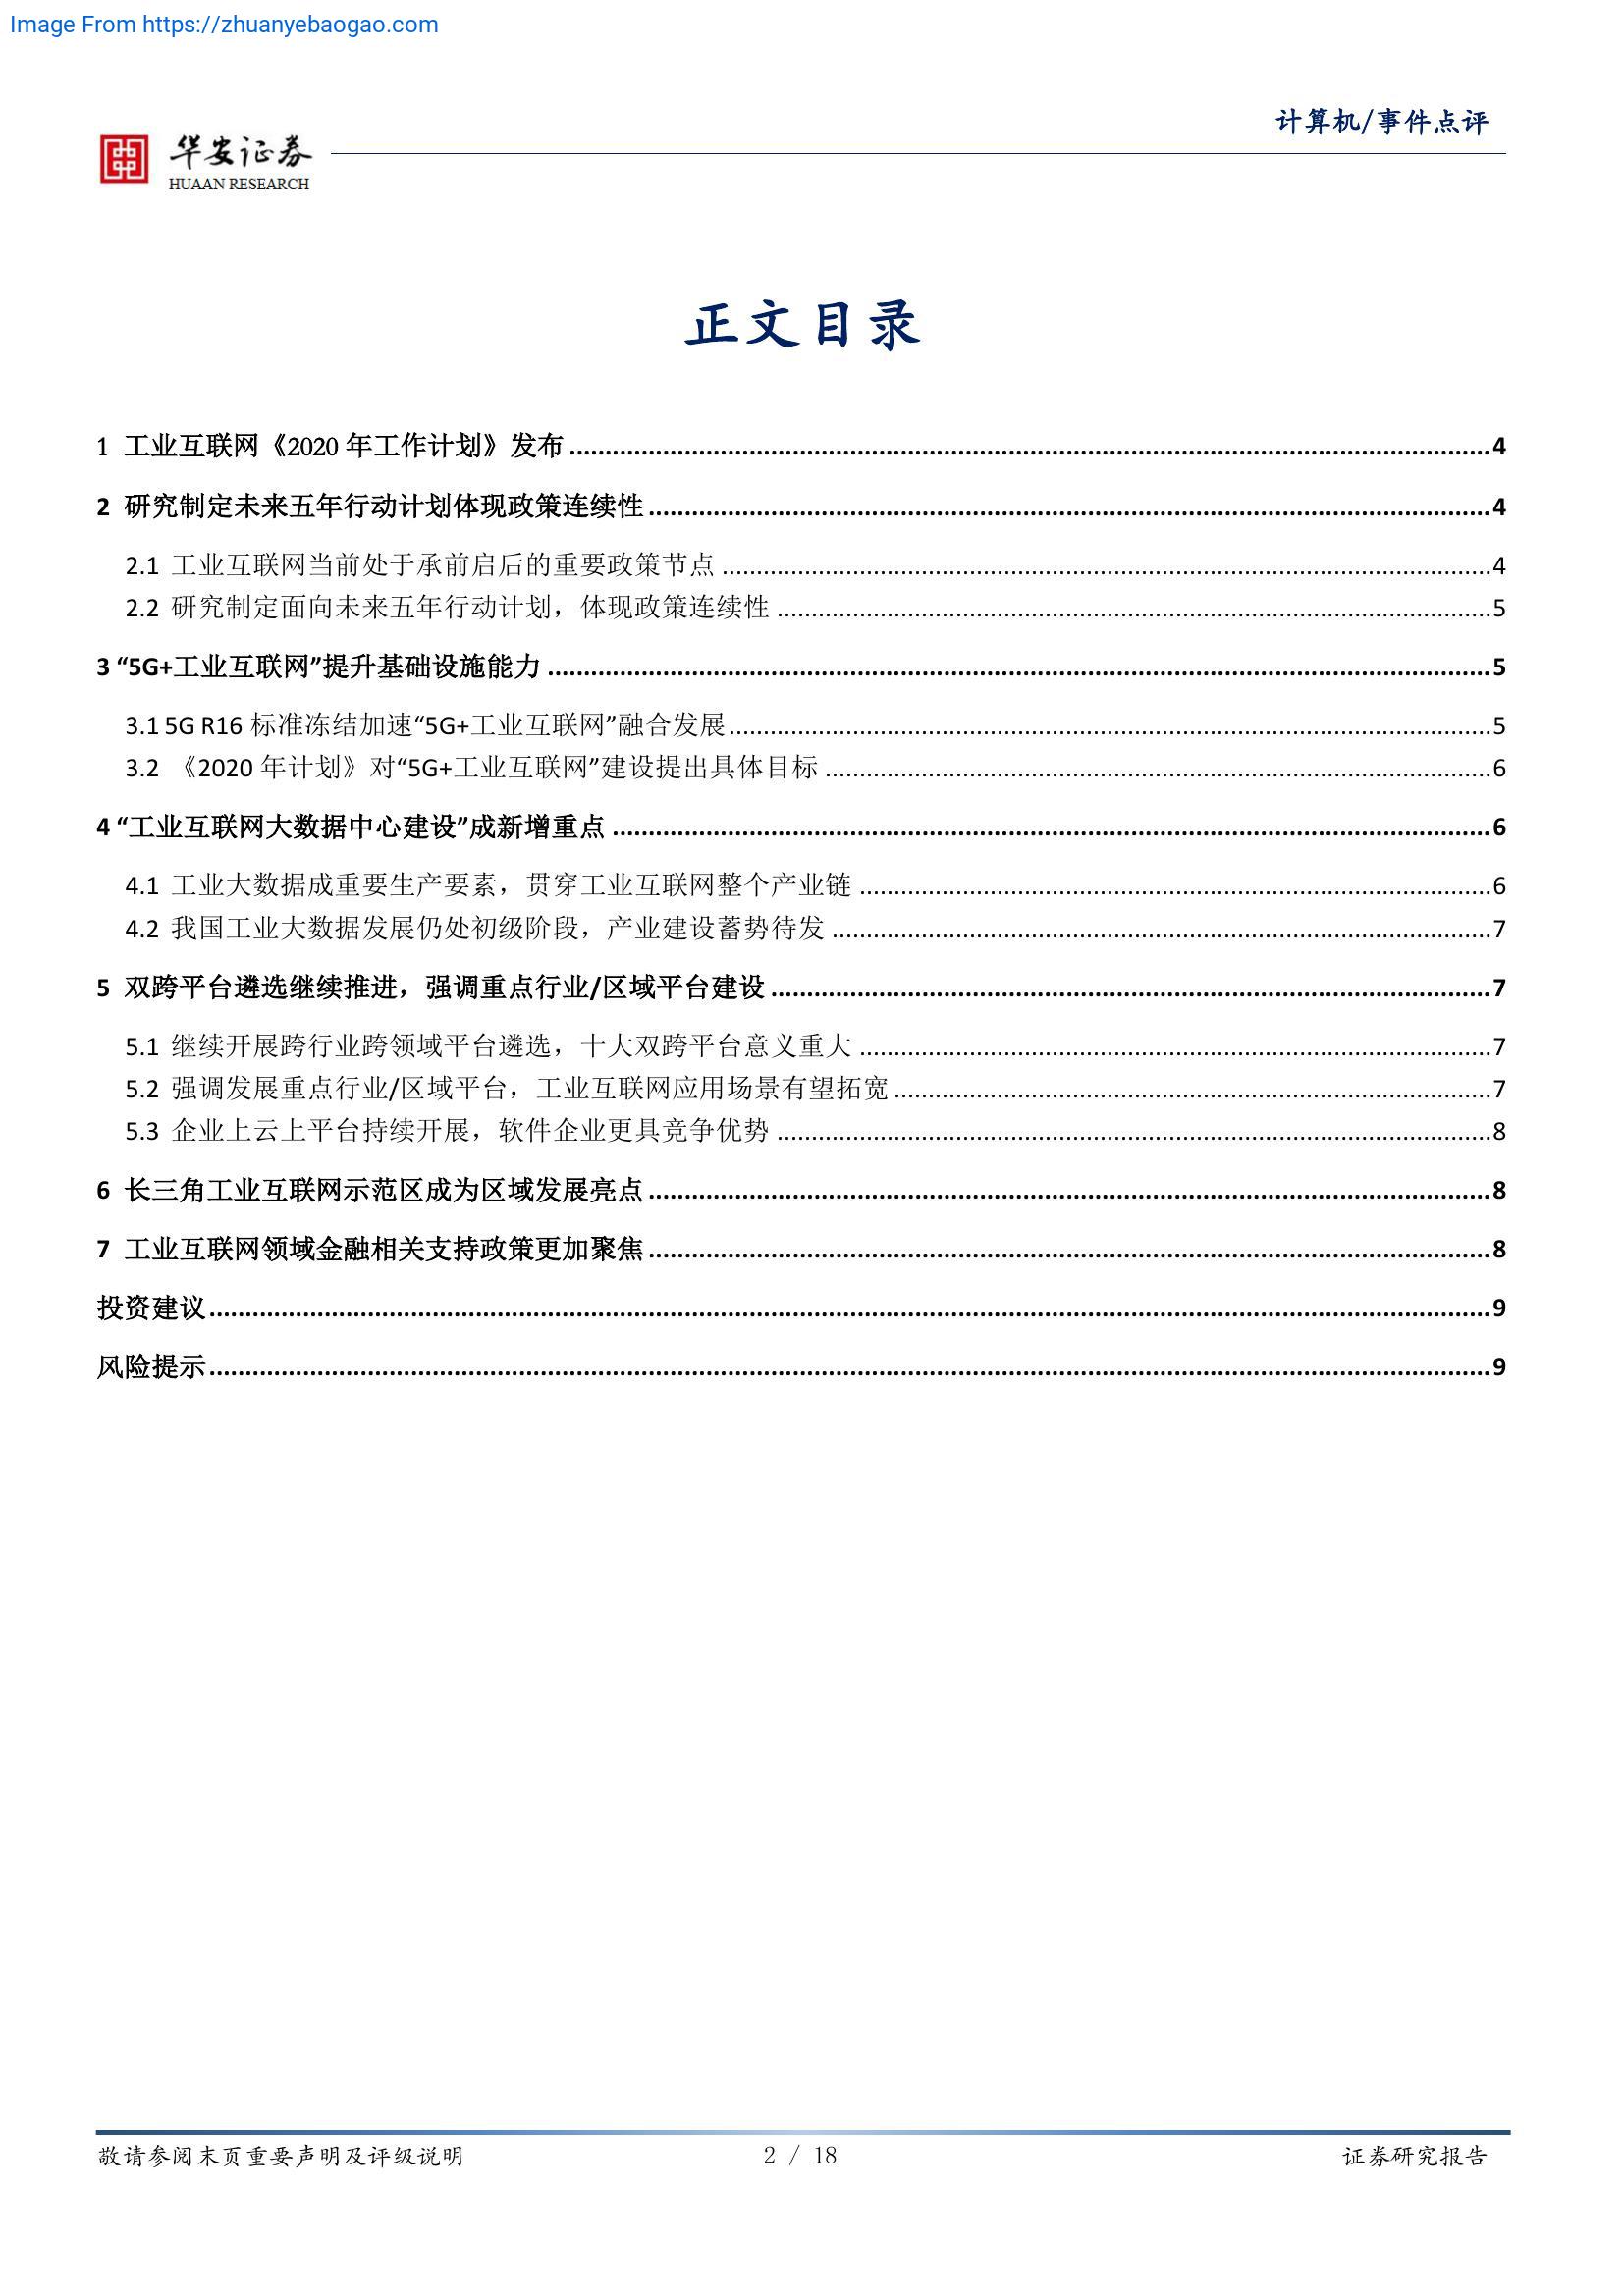 Image From https://zhuanyebaogao.com
计算机/事件点评
华安证券
HUAAN RESEARCH
正文目录
1 工业互联网《2020 年工作计划》发布 4
2 研究制定未来五年行动计划体现政策连续性 4
2.1 工业互联网当前处于承前启后的重要政策节点 4
2.2 研究制定面向未来五年行动计划，体现政策连续性 5
3 “5G+工业互联网”提升基础设施能力 5
3.1 5G R16 标准冻结加速“5G+工业互联网”融合发展 5
3.2 《2020 年计划》对“5G+工业互联网”建设提出具体目标 6
4 “工业互联网大数据中心建设”成新增重点 6
4.1 工业大数据成重要生产要素，贯穿工业互联网整个产业链 6
4.2 我国工业大数据发展仍处初级阶段，产业建设蓄势待发 7
5 双跨平台遴选继续推进，强调重点行业/区域平台建设 7
5.1 继续开展跨行业跨领域平台遴选，十大双跨平台意义重大 7
5.2 强调发展重点行业/区域平台，工业互联网应用场景有望拓宽 7
5.3 企业上云上平台持续开展，软件企业更具竞争优势 8
6 长三角工业互联网示范区成为区域发展亮点 8
7 工业互联网领域金融相关支持政策更加聚焦 8
投资建议 9
风险提示 9
敬请参阅末页重要声明及评级说明 2 / 18 证券研究报告